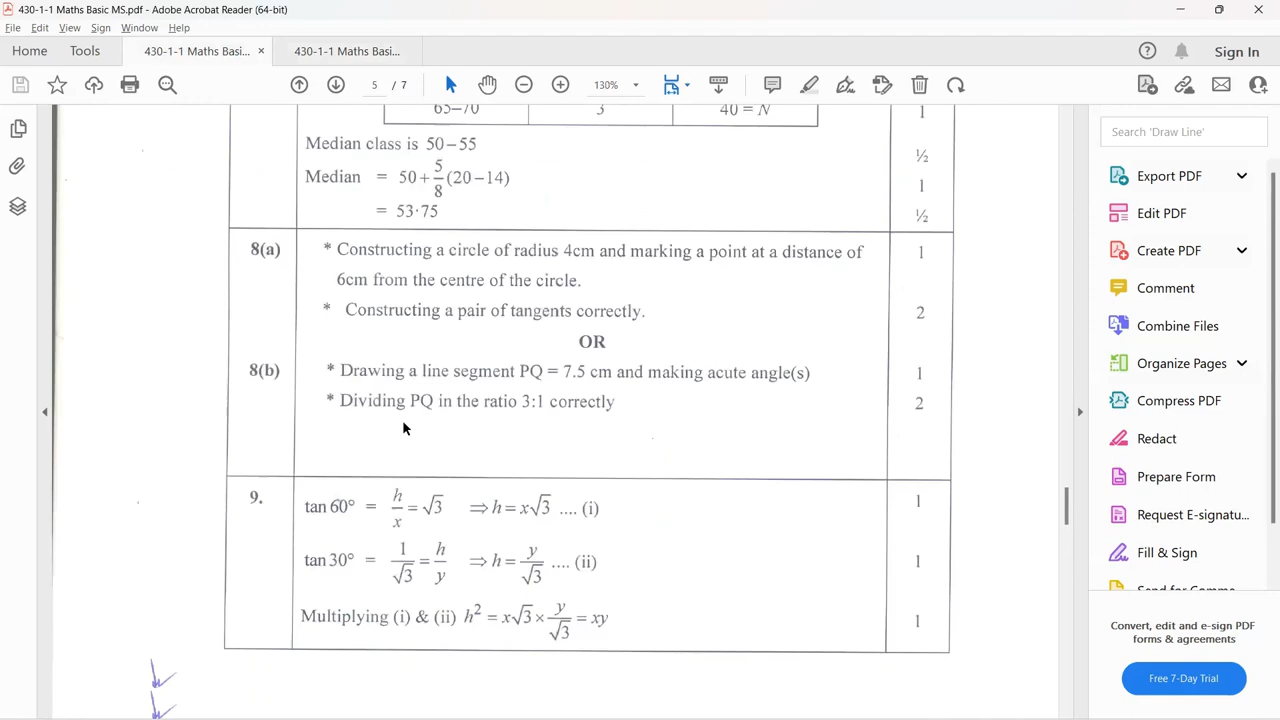 430-1-1 Maths Basic MS.pdf - Adobe Acrobat Reader (64-bit)
File Edit View Sign Window Help
Home Tools 430-1-1 Maths Basi... × 430-1-1 Maths Basi... Sign In
5 / 7 130%
65–70 3 40 = N 1
Median class is 50–55 ½
Median = 50 + 5/8 (20–14) 1
= 53·75 ½
8(a) * Constructing a circle of radius 4cm and marking a point at a distance of 1
6cm from the centre of the circle.
* Constructing a pair of tangents correctly. 2
OR
8(b) * Drawing a line segment PQ = 7.5 cm and making acute angle(s) 1
* Dividing PQ in the ratio 3:1 correctly 2
9. tan 60° = h/x = √3 ⇒ h = x√3 .... (i) 1
tan 30° = 1/√3 = h/y ⇒ h = y/√3 .... (ii) 1
Multiplying (i) & (ii) h² = x√3 × y/√3 = xy 1
Search 'Draw Line'
Export PDF
Edit PDF
Create PDF
Comment
Combine Files
Organize Pages
Compress PDF
Redact
Prepare Form
Request E-signatu...
Fill & Sign
Convert, edit and e-sign PDF
forms & agreements
Free 7-Day Trial